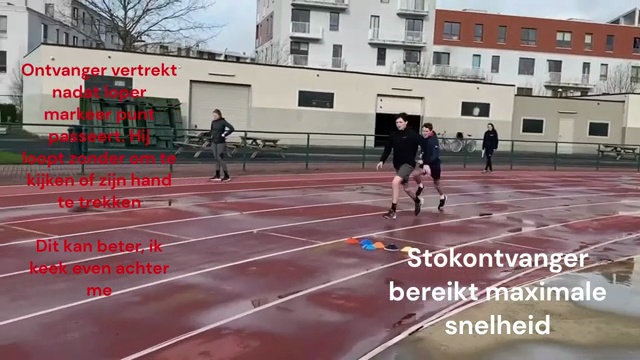 Ontvanger vertrekt
nadat loper
markeer punt
passeert. Hij
loopt zonder om te
kijken of zijn hand
te trekken
Dit kan beter, ik
keek even achter
me
Stokontvanger
bereikt maximale
snelheid